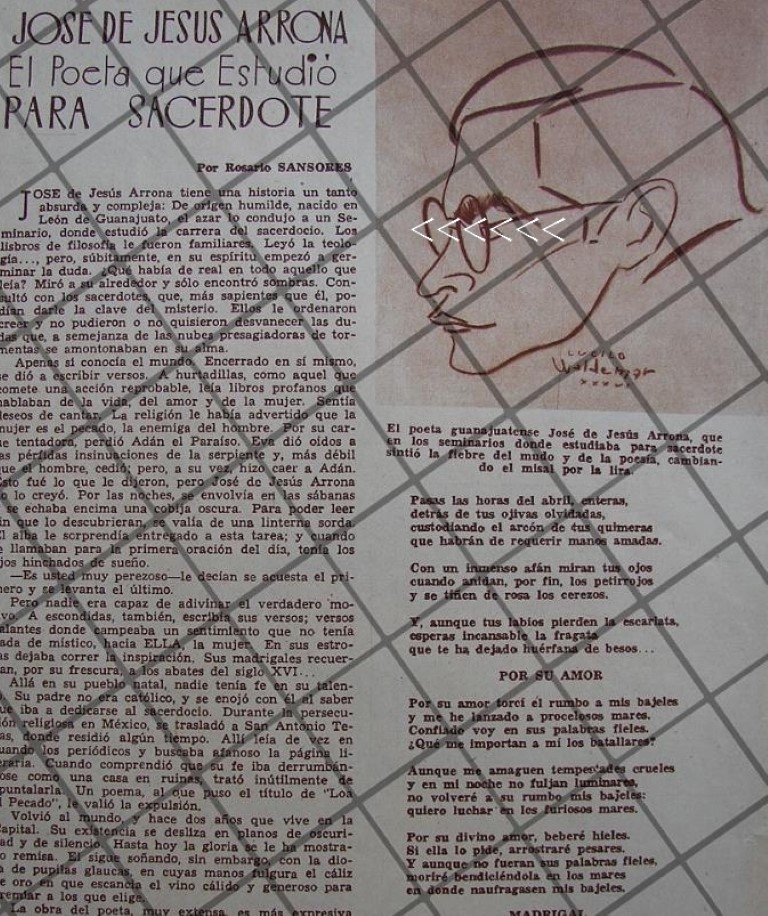 JOSE DE JESUS ARRONA
El Poeta que Estudió
PARA SACERDOTE
Por Rosario SANSORES
JOSE de Jesús Arrona tiene una historia un tanto
absurda y compleja: De origen humilde, nacido en
León de Guanajuato, el azar lo condujo a un Se-
minario, donde estudió la carrera del sacerdocio. Los
lisbros de filosofía le fueron familiares. Leyó la teolo-
gía..., pero, súbitamente, en su espíritu empezó a ger-
minar la duda. ¿Qué había de real en todo aquello que
leía? Miró a su alrededor y sólo encontró sombras. Con-
sultó con los sacerdotes que, más sapientes que él, po-
dían darle la clave del misterio. Ellos le ordenaron
creer y no pudieron o no quisieron desvanecer las du-
das que, a semejanza de las nubes presagiadoras de tor-
mentas se amontonaban en su alma.
Apenas si conocía el mundo. Encerrado en sí mismo,
se dió a escribir versos. A hurtadillas, como aquel que
comete una acción reprobable, leía libros profanos que
hablaban de la vida, del amor y de la mujer. Sentía
deseos de cantar. La religión le había advertido que la
mujer es el pecado, la enemiga del hombre. Por su car-
ne tentadora, perdió Adán el Paraíso. Eva dió oídos a
as pérfidas insinuaciones de la serpiente y, más débil
que el hombre, cedió; pero, a su vez, hizo caer a Adán.
Esto fué lo que le dijeron, pero José de Jesús Arrona
o lo creyó. Por las noches, se envolvía en las sábanas
e echaba encima una cobija oscura. Para poder leer
in que lo descubrieran, se valía de una linterna sorda.
El alba le sorprendía entregado a esta tarea; y cuando
e llamaban para la primera oración del día, tenía los
jos hinchados de sueño.
—Es usted muy perezoso—le decían se acuesta el pri-
mero y se levanta el último.
Pero nadie era capaz de adivinar el verdadero mo-
vo. A escondidas, también, escribía sus versos; versos
alantes donde campeaba un sentimiento que no tenía
ada de místico, hacia ELLA, la mujer. En sus estro-
as dejaba correr la inspiración. Sus madrigales recuer-
an, por su frescura, a los abates del siglo XVI...
Allá en su pueblo natal, nadie tenía fe en su talen-
o. Su padre no era católico, y se enojó con él al saber
ue iba a dedicarse al sacerdocio. Durante la persecu-
ión religiosa en México, se trasladó a San Antonio Te-
as, donde residió algún tiempo. Allí leía de vez en
uando los periódicos y buscaba afanoso la página li-
eraria. Cuando comprendió que su fe iba derrumbán-
ose como una casa en ruinas, trató inútilmente de
puntalarla. Un poema, al que puso el título de "Loa
l Pecado", le valió la expulsión.
Volvió al mundo, y hace dos años que vive en la
apital. Su existencia se desliza en planos de oscuri-
ad y de silencio. Hasta hoy la gloria se le ha mostra-
o remisa. El sigue soñando, sin embargo, con la dio-
a de pupilas glaucas, en cuyas manos fulgura el cáliz
e oro en que escancia el vino cálido y generoso para
remiar a los que elige.
La obra del poeta, muy extensa, es más expresiva
<<<<<<
Lucilo
Waldemar
XXXVI
El poeta guanajuatense José de Jesús Arrona, que
en los seminarios donde estudiaba para sacerdote
sintió la fiebre del mudo y de la poesía, cambian-
do el misal por la lira.
Pasas las horas del abril, enteras,
detrás de tus ojivas olvidadas,
custodiando el arcón de tus quimeras
que habrán de requerir manos amadas.
Con un inmenso afán miran tus ojos
cuando anidan, por fin, los petirrojos
y se tiñen de rosa los cerezos.
Y, aunque tus labios pierden la escarlata,
esperas incansable la fragata
que te ha dejado huérfana de besos...
POR SU AMOR
Por su amor torcí el rumbo a mis bajeles
y me he lanzado a procelosos mares.
Confiado voy en sus palabras fieles.
¿Qué me importan a mí los batallares?
Aunque me amaguen tempestades crueles
y en mi noche no fuljan luminares,
no volveré a su rumbo mis bajeles:
quiero luchar en los furiosos mares.
Por su divino amor, beberé hieles.
Si ella lo pide, arrostraré pesares.
Y aunque no fueran sus palabras fieles,
moriré bendiciéndola en los mares
en donde naufragasen mis bajeles.
MADRIGAL